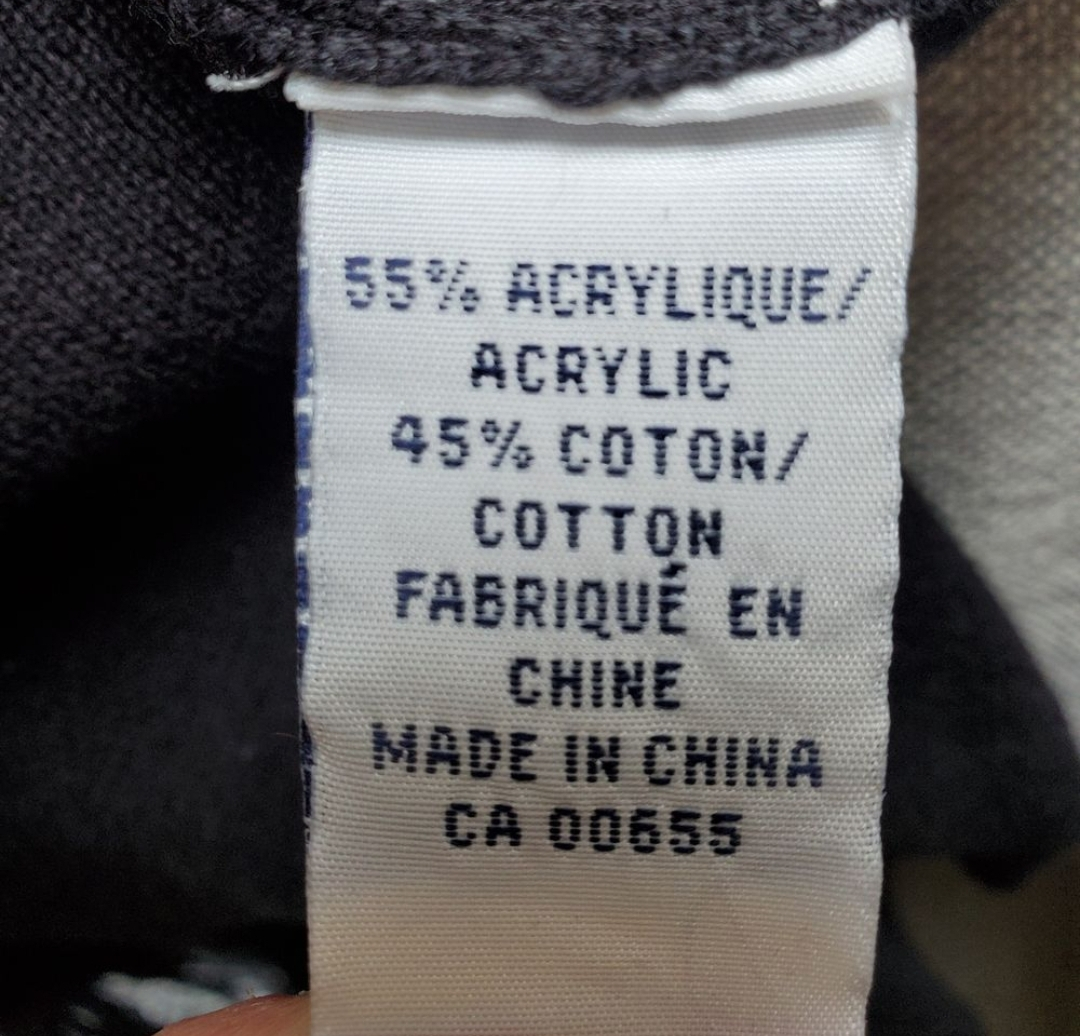 55% ACRYLIQUE/
ACRYLIC
45% COTON/
COTTON
FABRIQUÉ EN
CHINE
MADE IN CHINA
CA 00655